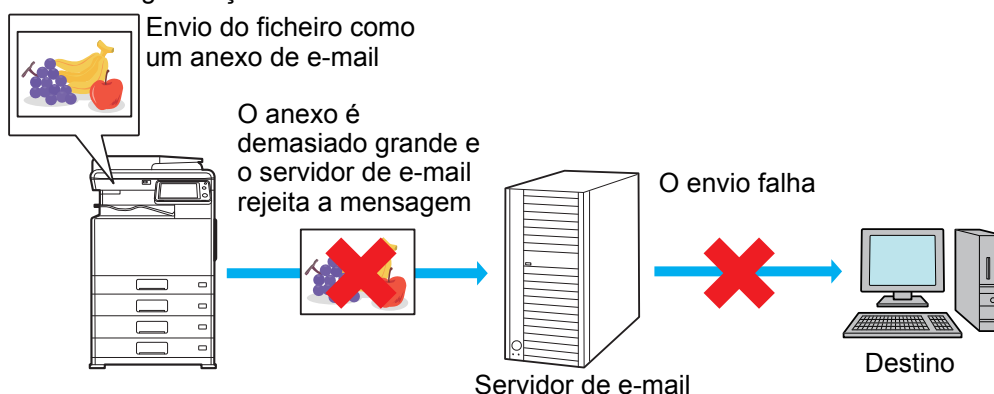 Envio do ficheiro como
um anexo de e-mail
O anexo é
demasiado grande e
o servidor de e-mail
rejeita a mensagem
O envio falha
Servidor de e-mail
Destino